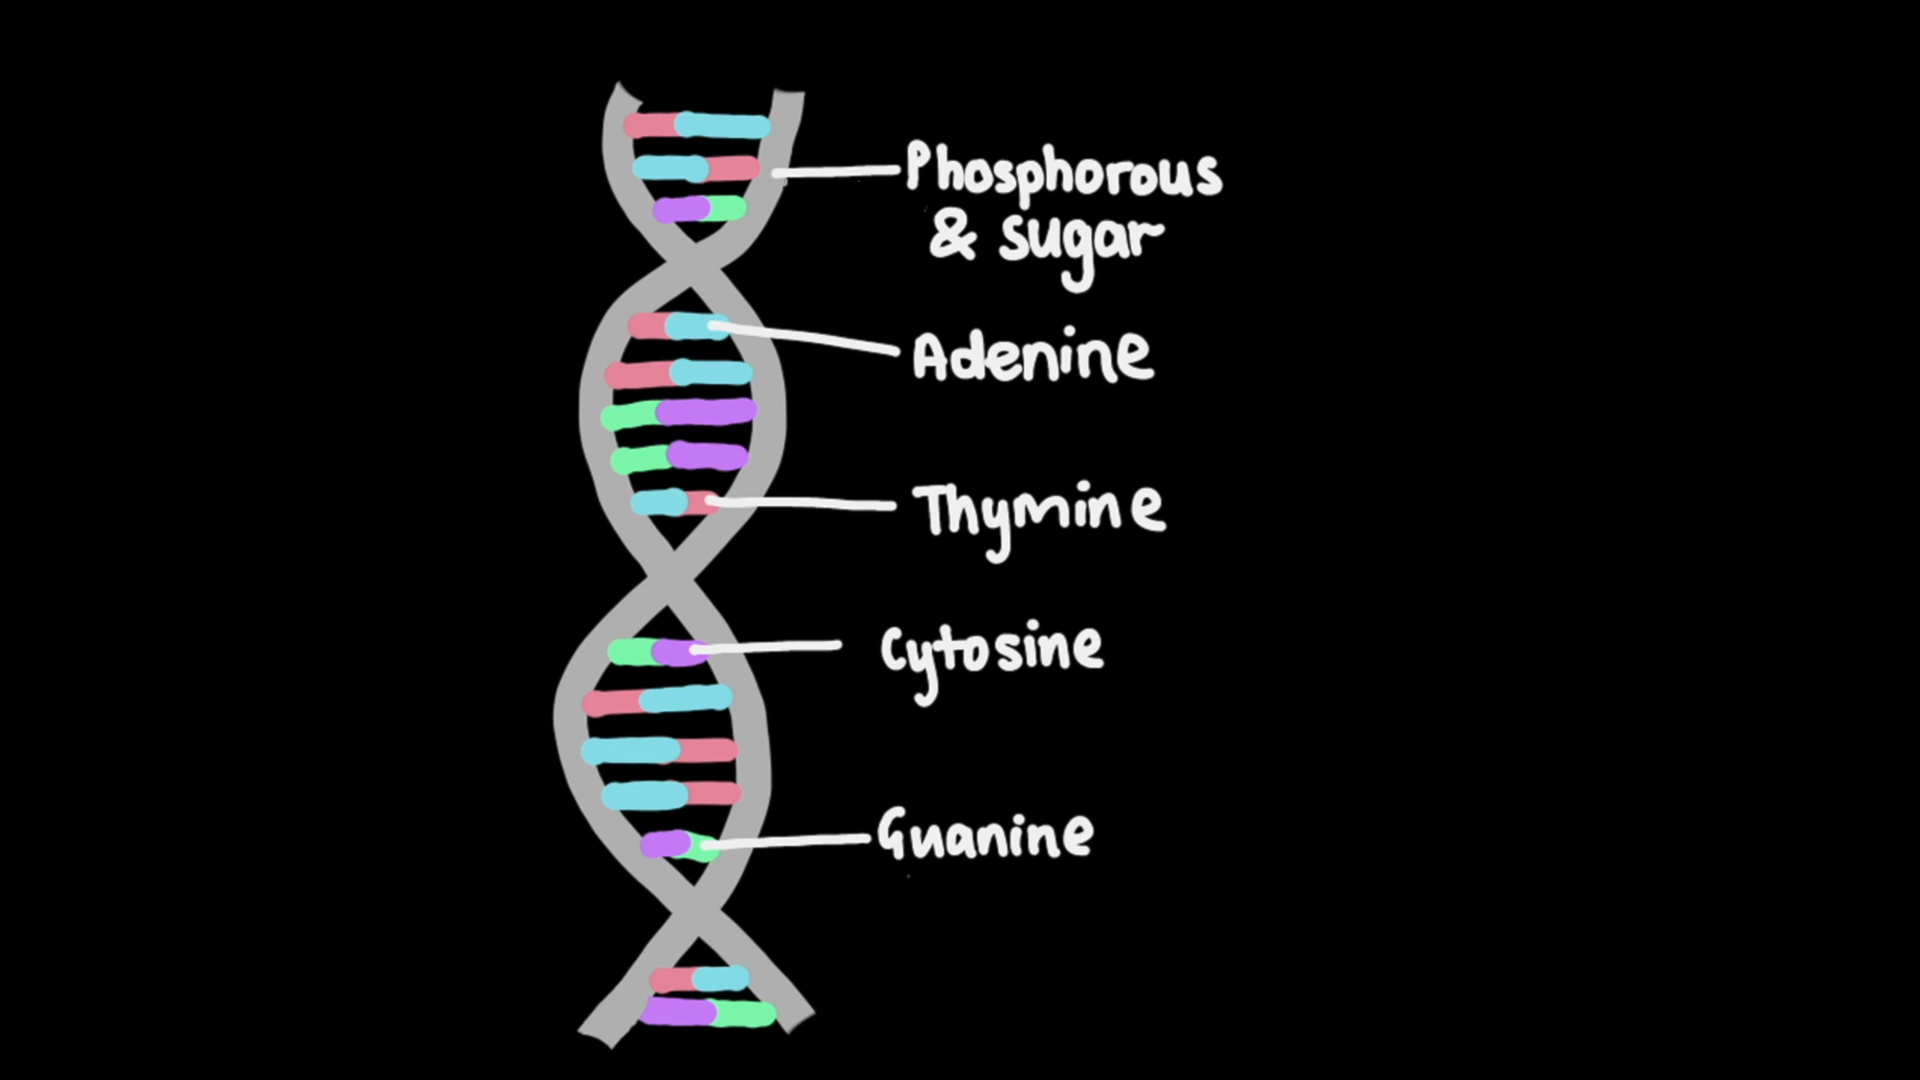 Phosphorous
& sugar
Adenine
Thymine
Cytosine
Guanine